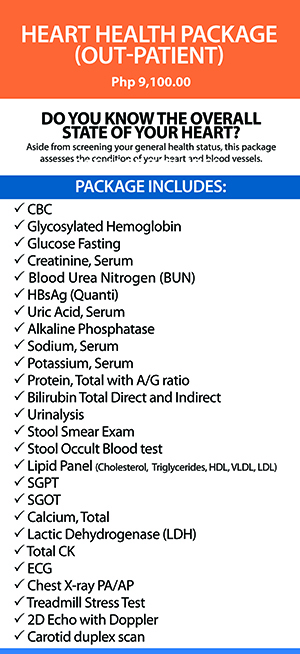 HEART HEALTH PACKAGE
(OUT-PATIENT)
Php 9,100.00
DO YOU KNOW THE OVERALL
STATE OF YOUR HEART?
Aside from screening your general health status, this package
assesses the condition of your heart and blood vessels.
PACKAGE INCLUDES:
✓ CBC
✓ Glycosylated Hemoglobin
✓ Glucose Fasting
✓ Creatinine, Serum
✓ Blood Urea Nitrogen (BUN)
✓ HBsAg (Quanti)
✓ Uric Acid, Serum
✓ Alkaline Phosphatase
✓ Sodium, Serum
✓ Potassium, Serum
✓ Protein, Total with A/G ratio
✓ Bilirubin Total Direct and Indirect
✓ Urinalysis
✓ Stool Smear Exam
✓ Stool Occult Blood test
✓ Lipid Panel (Cholesterol, Triglycerides, HDL, VLDL, LDL)
✓ SGPT
✓ SGOT
✓ Calcium, Total
✓ Lactic Dehydrogenase (LDH)
✓ Total CK
✓ ECG
✓ Chest X-ray PA/AP
✓ Treadmill Stress Test
✓ 2D Echo with Doppler
✓ Carotid duplex scan